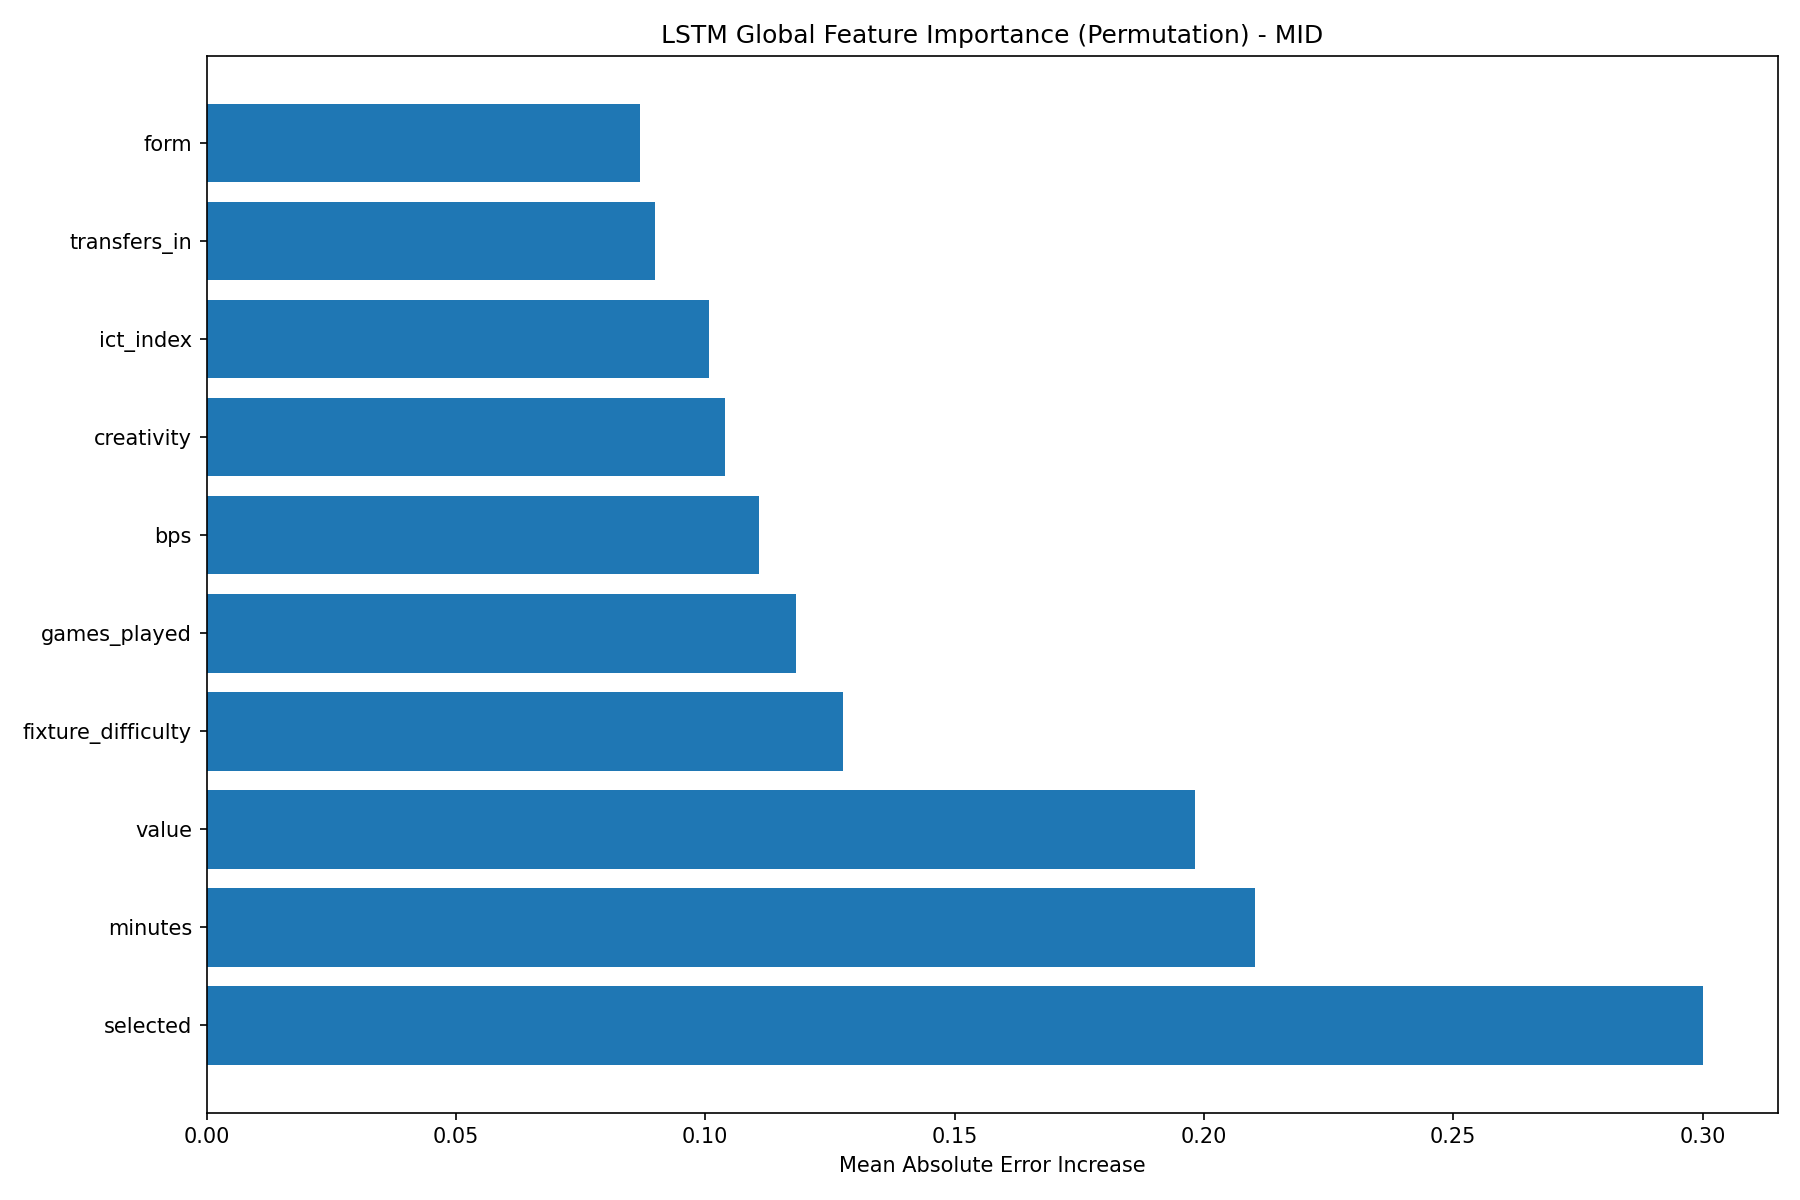 LSTM Global Feature Importance (Permutation) - MID
form
transfers_in
ict_index
creativity
bps
games_played
fixture_difficulty
value
minutes
selected
0.00 0.05 0.10 0.15 0.20 0.25 0.30
Mean Absolute Error Increase